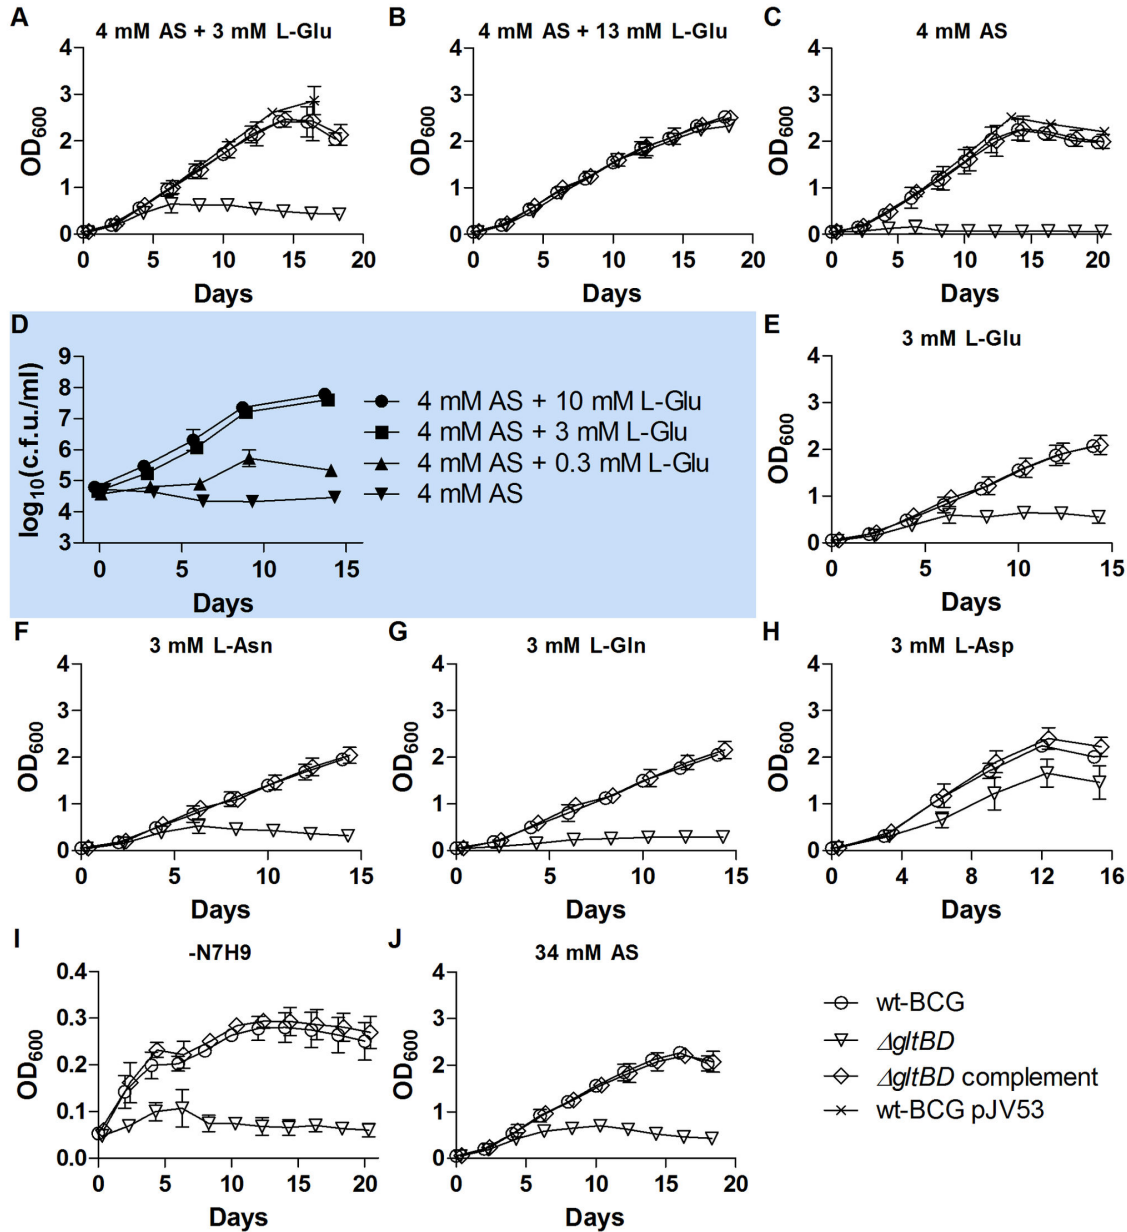 A
4 mM AS + 3 mM L-Glu
OD600
4
3
2
1
0
0 5 10 15 20
Days
B
4 mM AS + 13 mM L-Glu
OD600
4
3
2
1
0
0 5 10 15 20
Days
C
4 mM AS
OD600
4
3
2
1
0
0 5 10 15 20
Days
D
log10(c.f.u./ml)
9
8
7
6
5
4
3
0 5 10 15
Days
4 mM AS + 10 mM L-Glu
4 mM AS + 3 mM L-Glu
4 mM AS + 0.3 mM L-Glu
4 mM AS
E
3 mM L-Glu
OD600
4
3
2
1
0
0 5 10 15
Days
F
3 mM L-Asn
OD600
4
3
2
1
0
0 5 10 15
Days
G
3 mM L-Gln
OD600
4
3
2
1
0
0 5 10 15
Days
H
3 mM L-Asp
OD600
4
3
2
1
0
0 4 8 12 16
Days
I
-N7H9
OD600
0.4
0.3
0.2
0.1
0.0
0 5 10 15 20
Days
J
34 mM AS
OD600
4
3
2
1
0
0 5 10 15 20
Days
wt-BCG
ΔgltBD
ΔgltBD complement
wt-BCG pJV53